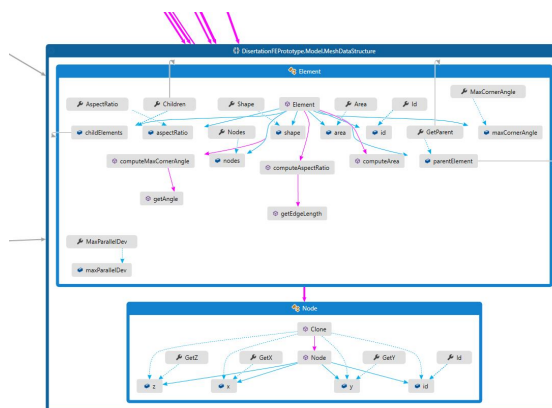 DisertationFEPrototype.Model.MeshDataStructure
Element
MaxCornerAngle
AspectRatio Children Shape Element Area Id
childElements aspectRatio Nodes shape area id GetParent maxCornerAngle
computeMaxCornerAngle nodes computeAspectRatio computeArea parentElement
getAngle
getEdgeLength
MaxParallelDev
maxParallelDev
Node
Clone
GetZ GetX Node GetY Id
z x y id